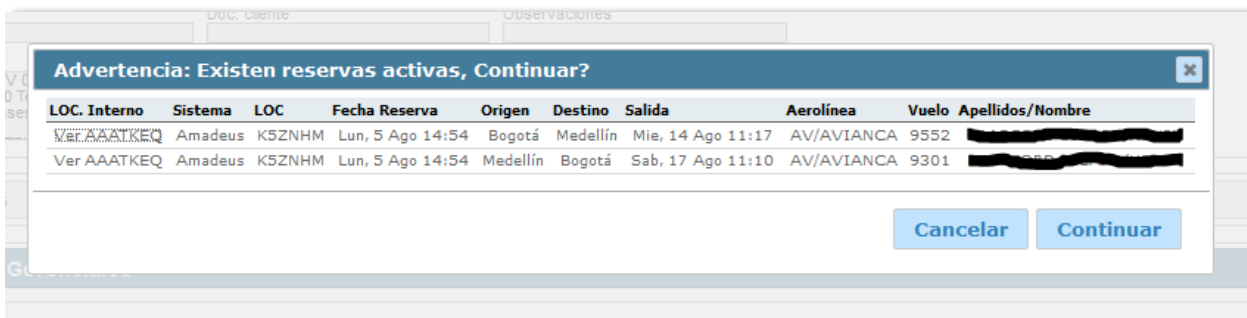 Doc. cliente Observaciones
Advertencia: Existen reservas activas, Continuar?
LOC. Interno Sistema LOC Fecha Reserva Origen Destino Salida Aerolínea Vuelo Apellidos/Nombre
Ver AAATKEQ Amadeus K5ZNHM Lun, 5 Ago 14:54 Bogotá Medellín Mie, 14 Ago 11:17 AV/AVIANCA 9552
Ver AAATKEQ Amadeus K5ZNHM Lun, 5 Ago 14:54 Medellín Bogotá Sab, 17 Ago 11:10 AV/AVIANCA 9301
Cancelar Continuar